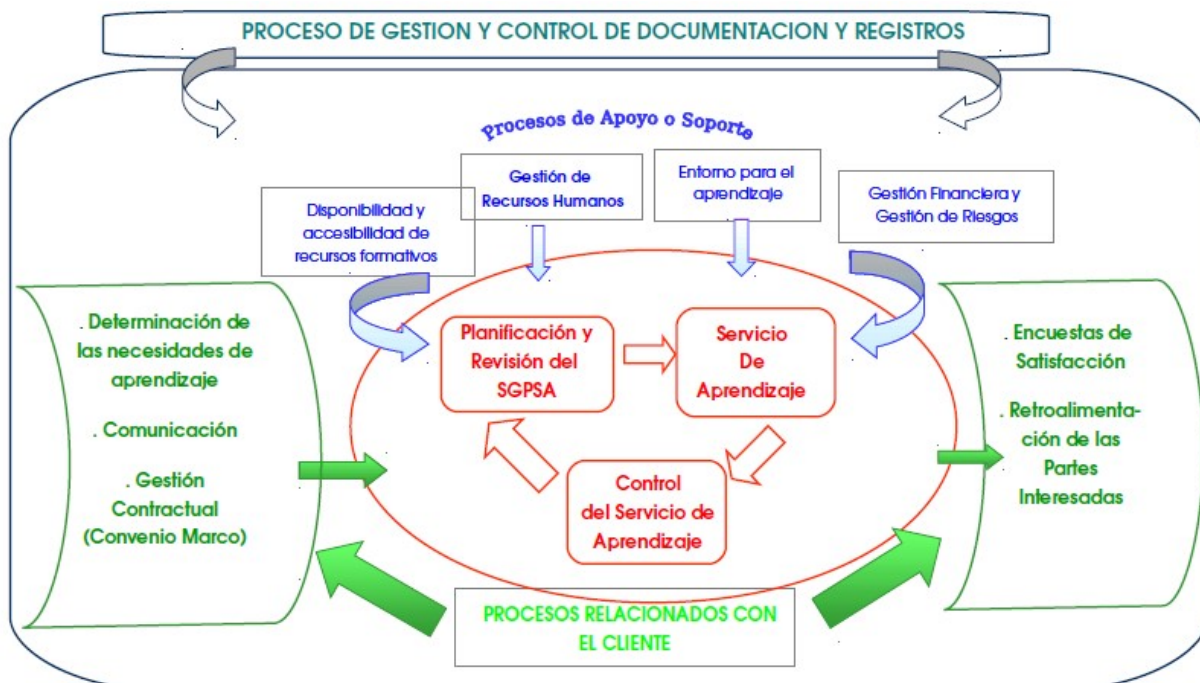 PROCESO DE GESTION Y CONTROL DE DOCUMENTACION Y REGISTROS
Procesos de Apoyo o Soporte
Disponibilidad y
accesibilidad de
recursos formativos
Gestión de
Recursos Humanos
Entorno para el
aprendizaje
Gestión Financiera y
Gestión de Riesgos
. Determinación de
las necesidades de
aprendizaje
. Comunicación
. Gestión
Contractual
(Convenio Marco)
Planificación y
Revisión del
SGPSA
Servicio
De
Aprendizaje
Control
del Servicio de
Aprendizaje
. Encuestas de
Satisfacción
. Retroalimenta-
ción de las
Partes
Interesadas
PROCESOS RELACIONADOS CON
EL CLIENTE